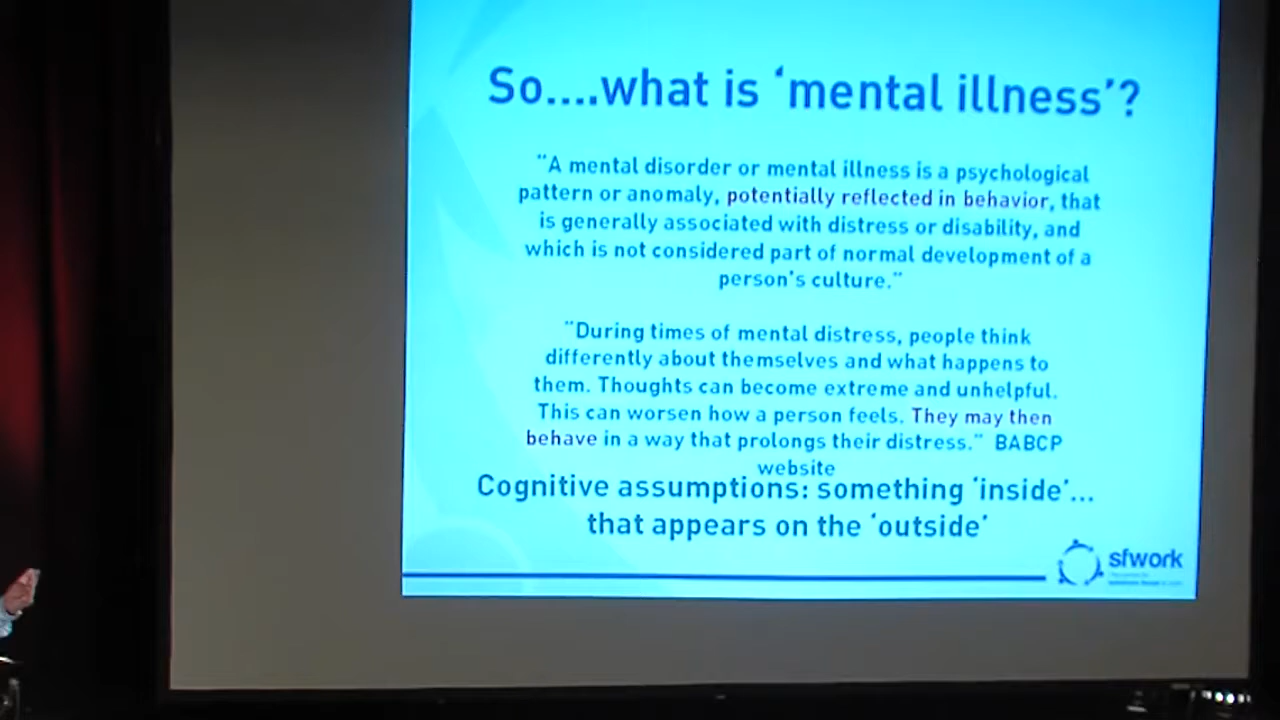 So....what is ‘mental illness’?
"A mental disorder or mental illness is a psychological
pattern or anomaly, potentially reflected in behavior, that
is generally associated with distress or disability, and
which is not considered part of normal development of a
person's culture."
"During times of mental distress, people think
differently about themselves and what happens to
them. Thoughts can become extreme and unhelpful.
This can worsen how a person feels. They may then
behave in a way that prolongs their distress." BABCP
website
Cognitive assumptions: something ‘inside’...
that appears on the ‘outside’
sfwork